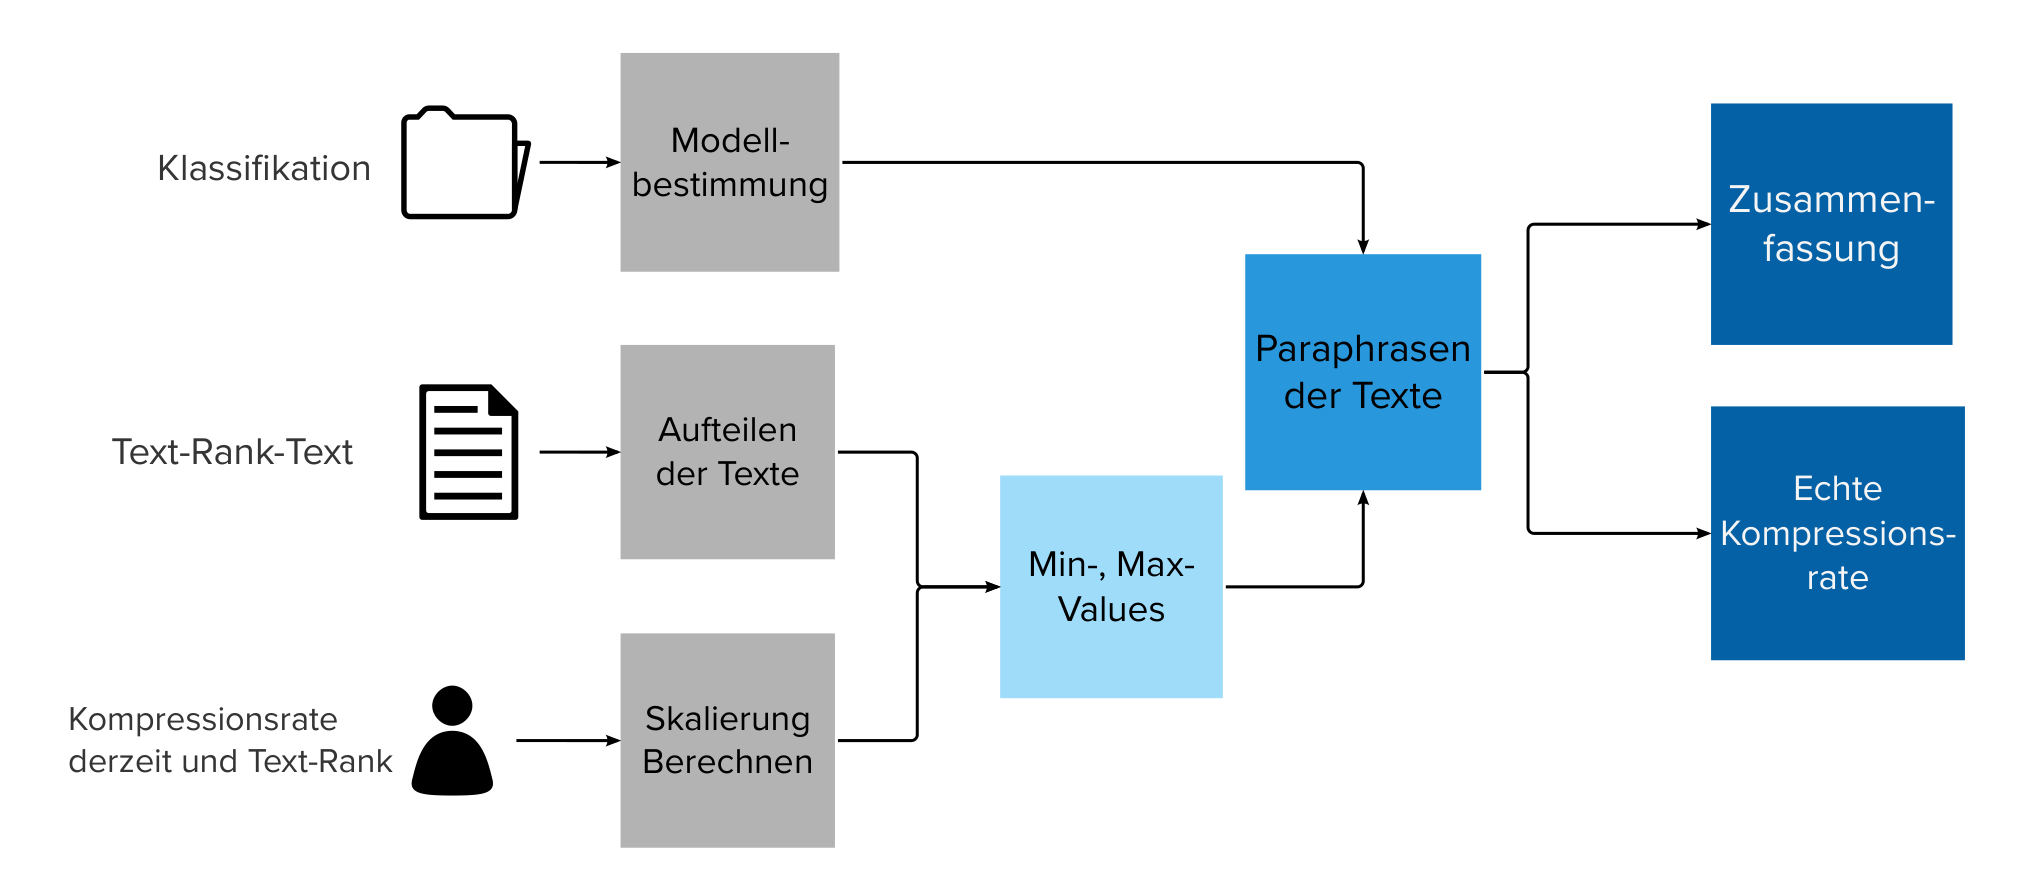 Klassifikation
Modell-
bestimmung
Text-Rank-Text
Aufteilen
der Texte
Kompressionsrate
derzeit und Text-Rank
Skalierung
Berechnen
Min-, Max-
Values
Paraphrasen
der Texte
Zusammen-
fassung
Echte
Kompressions-
rate